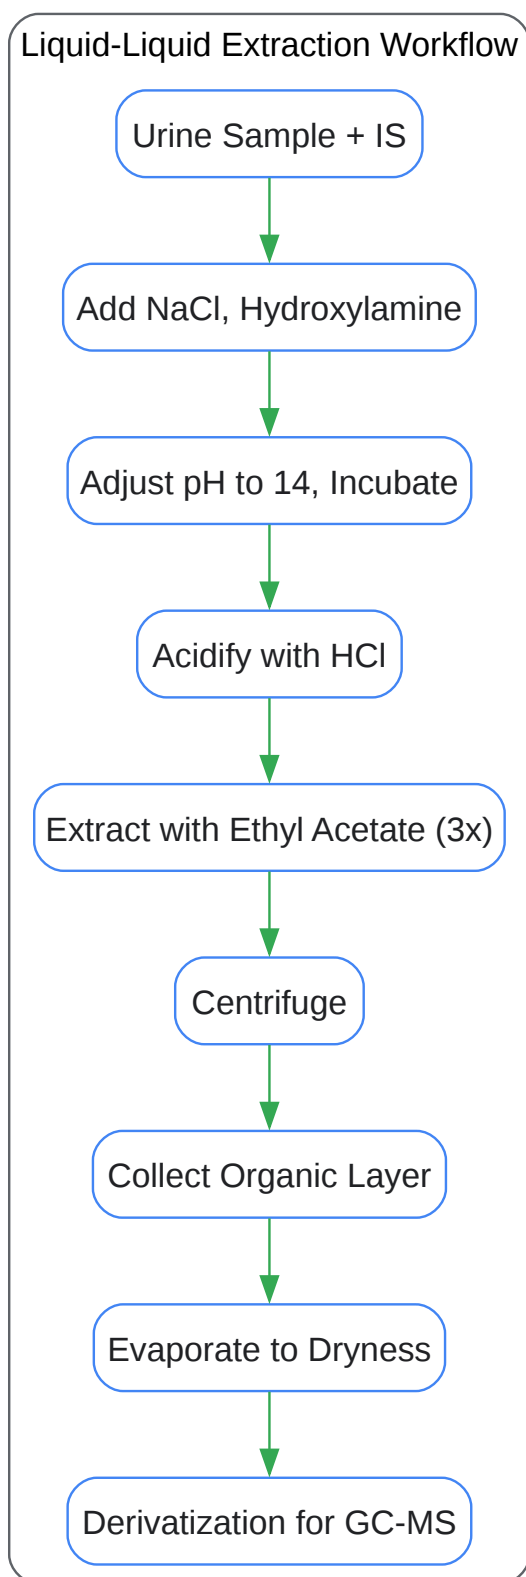 Liquid-Liquid Extraction Workflow
Urine Sample + IS
Add NaCl, Hydroxylamine
Adjust pH to 14, Incubate
Acidify with HCl
Extract with Ethyl Acetate (3x)
Centrifuge
Collect Organic Layer
Evaporate to Dryness
Derivatization for GC-MS